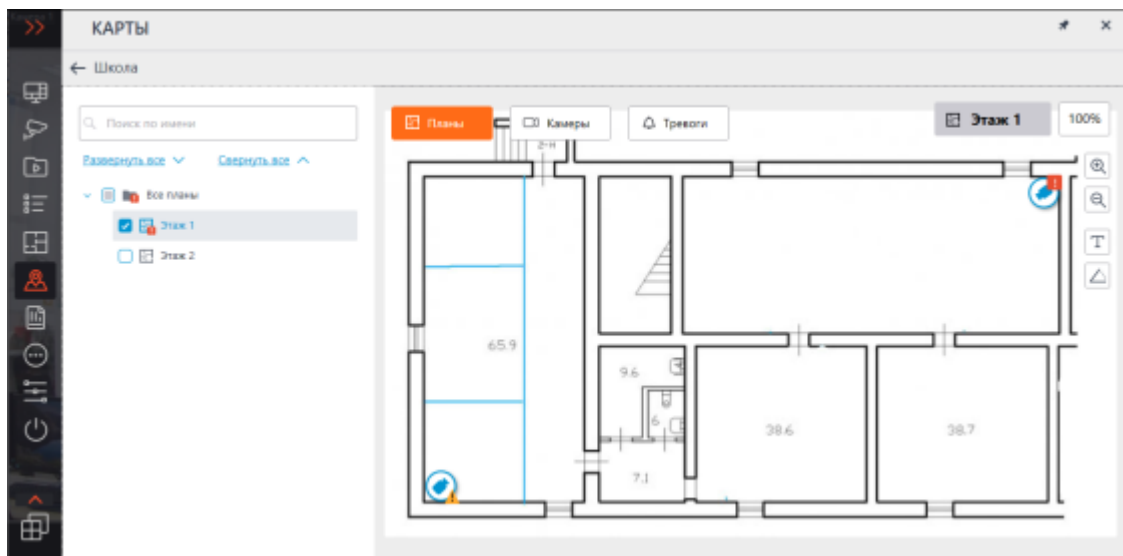 КАРТЫ
← Школа
Поиск по имени
Развернуть все
Свернуть все
Все планы
Этаж 1
Этаж 2
Планы
Камеры
Тревоги
Этаж 1
100%
2-н
65.9
9.6
6
7.1
38.6
38.7
T